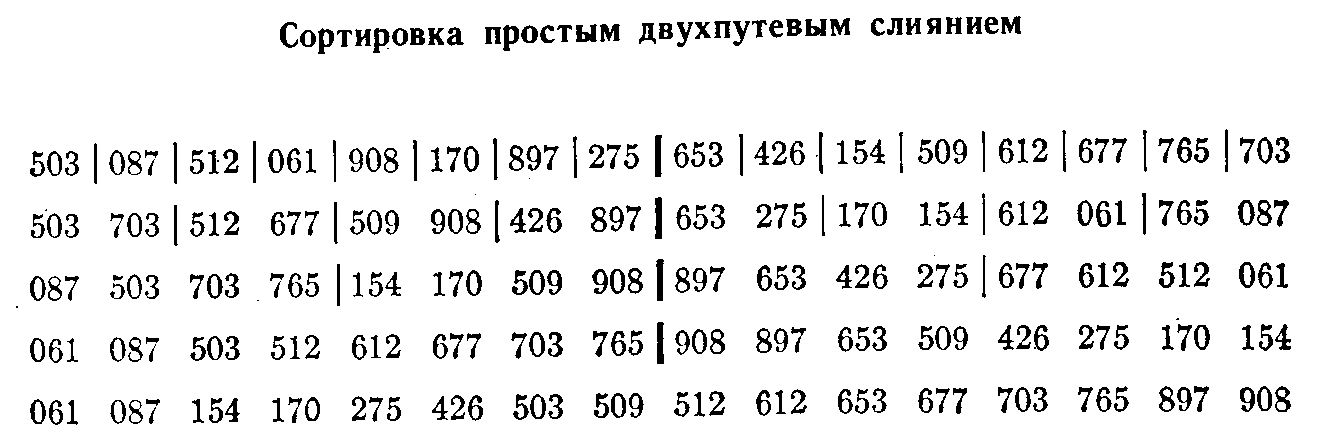 Сортировка простым двухпутевым слиянием
503 | 087 | 512 | 061 | 908 | 170 | 897 | 275 | 653 | 426 | 154 | 509 | 612 | 677 | 765 | 703
503 703 | 512 677 | 509 908 | 426 897 | 653 275 | 170 154 | 612 061 | 765 087
087 503 703 765 | 154 170 509 908 | 897 653 426 275 | 677 612 512 061
061 087 503 512 612 677 703 765 | 908 897 653 509 426 275 170 154
061 087 154 170 275 426 503 509 512 612 653 677 703 765 897 908